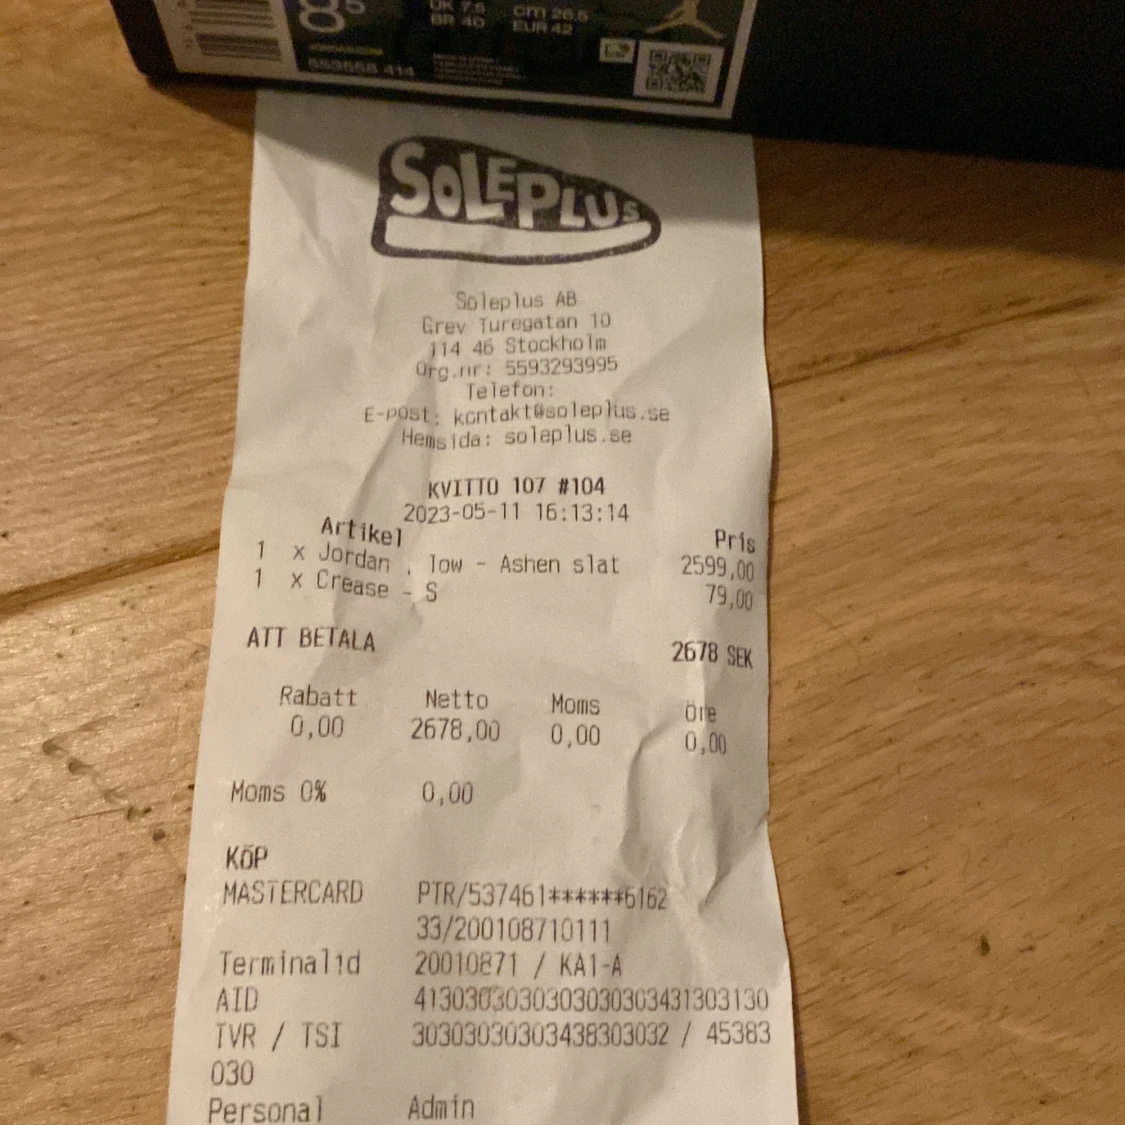 8⁵
UK 7.5 cm 26.5
BR 40 EUR 42
553558 414
SOLEPLUS
Soleplus AB
Grev Turegatan 10
114 46 Stockholm
Org.nr: 5593293995
Telefon:
E-post: kontakt@soleplus.se
Hemsida: soleplus.se
KVITTO 107 #104
2023-05-11 16:13:14
Artikel Pris
1 x Jordan . low - Ashen slat 2599,00
1 x Crease - S 79,00
ATT BETALA 2678 SEK
Rabatt Netto Moms Öre
0,00 2678,00 0,00 0,00
Moms 0% 0,00
KÖP
MASTERCARD PTR/537461******6162
33/200108710111
Terminalid 20010871 / KA1-A
AID 4130303030303030303431303130
TVR / TSI 30303030303438303032 / 45383
030
Personal Admin